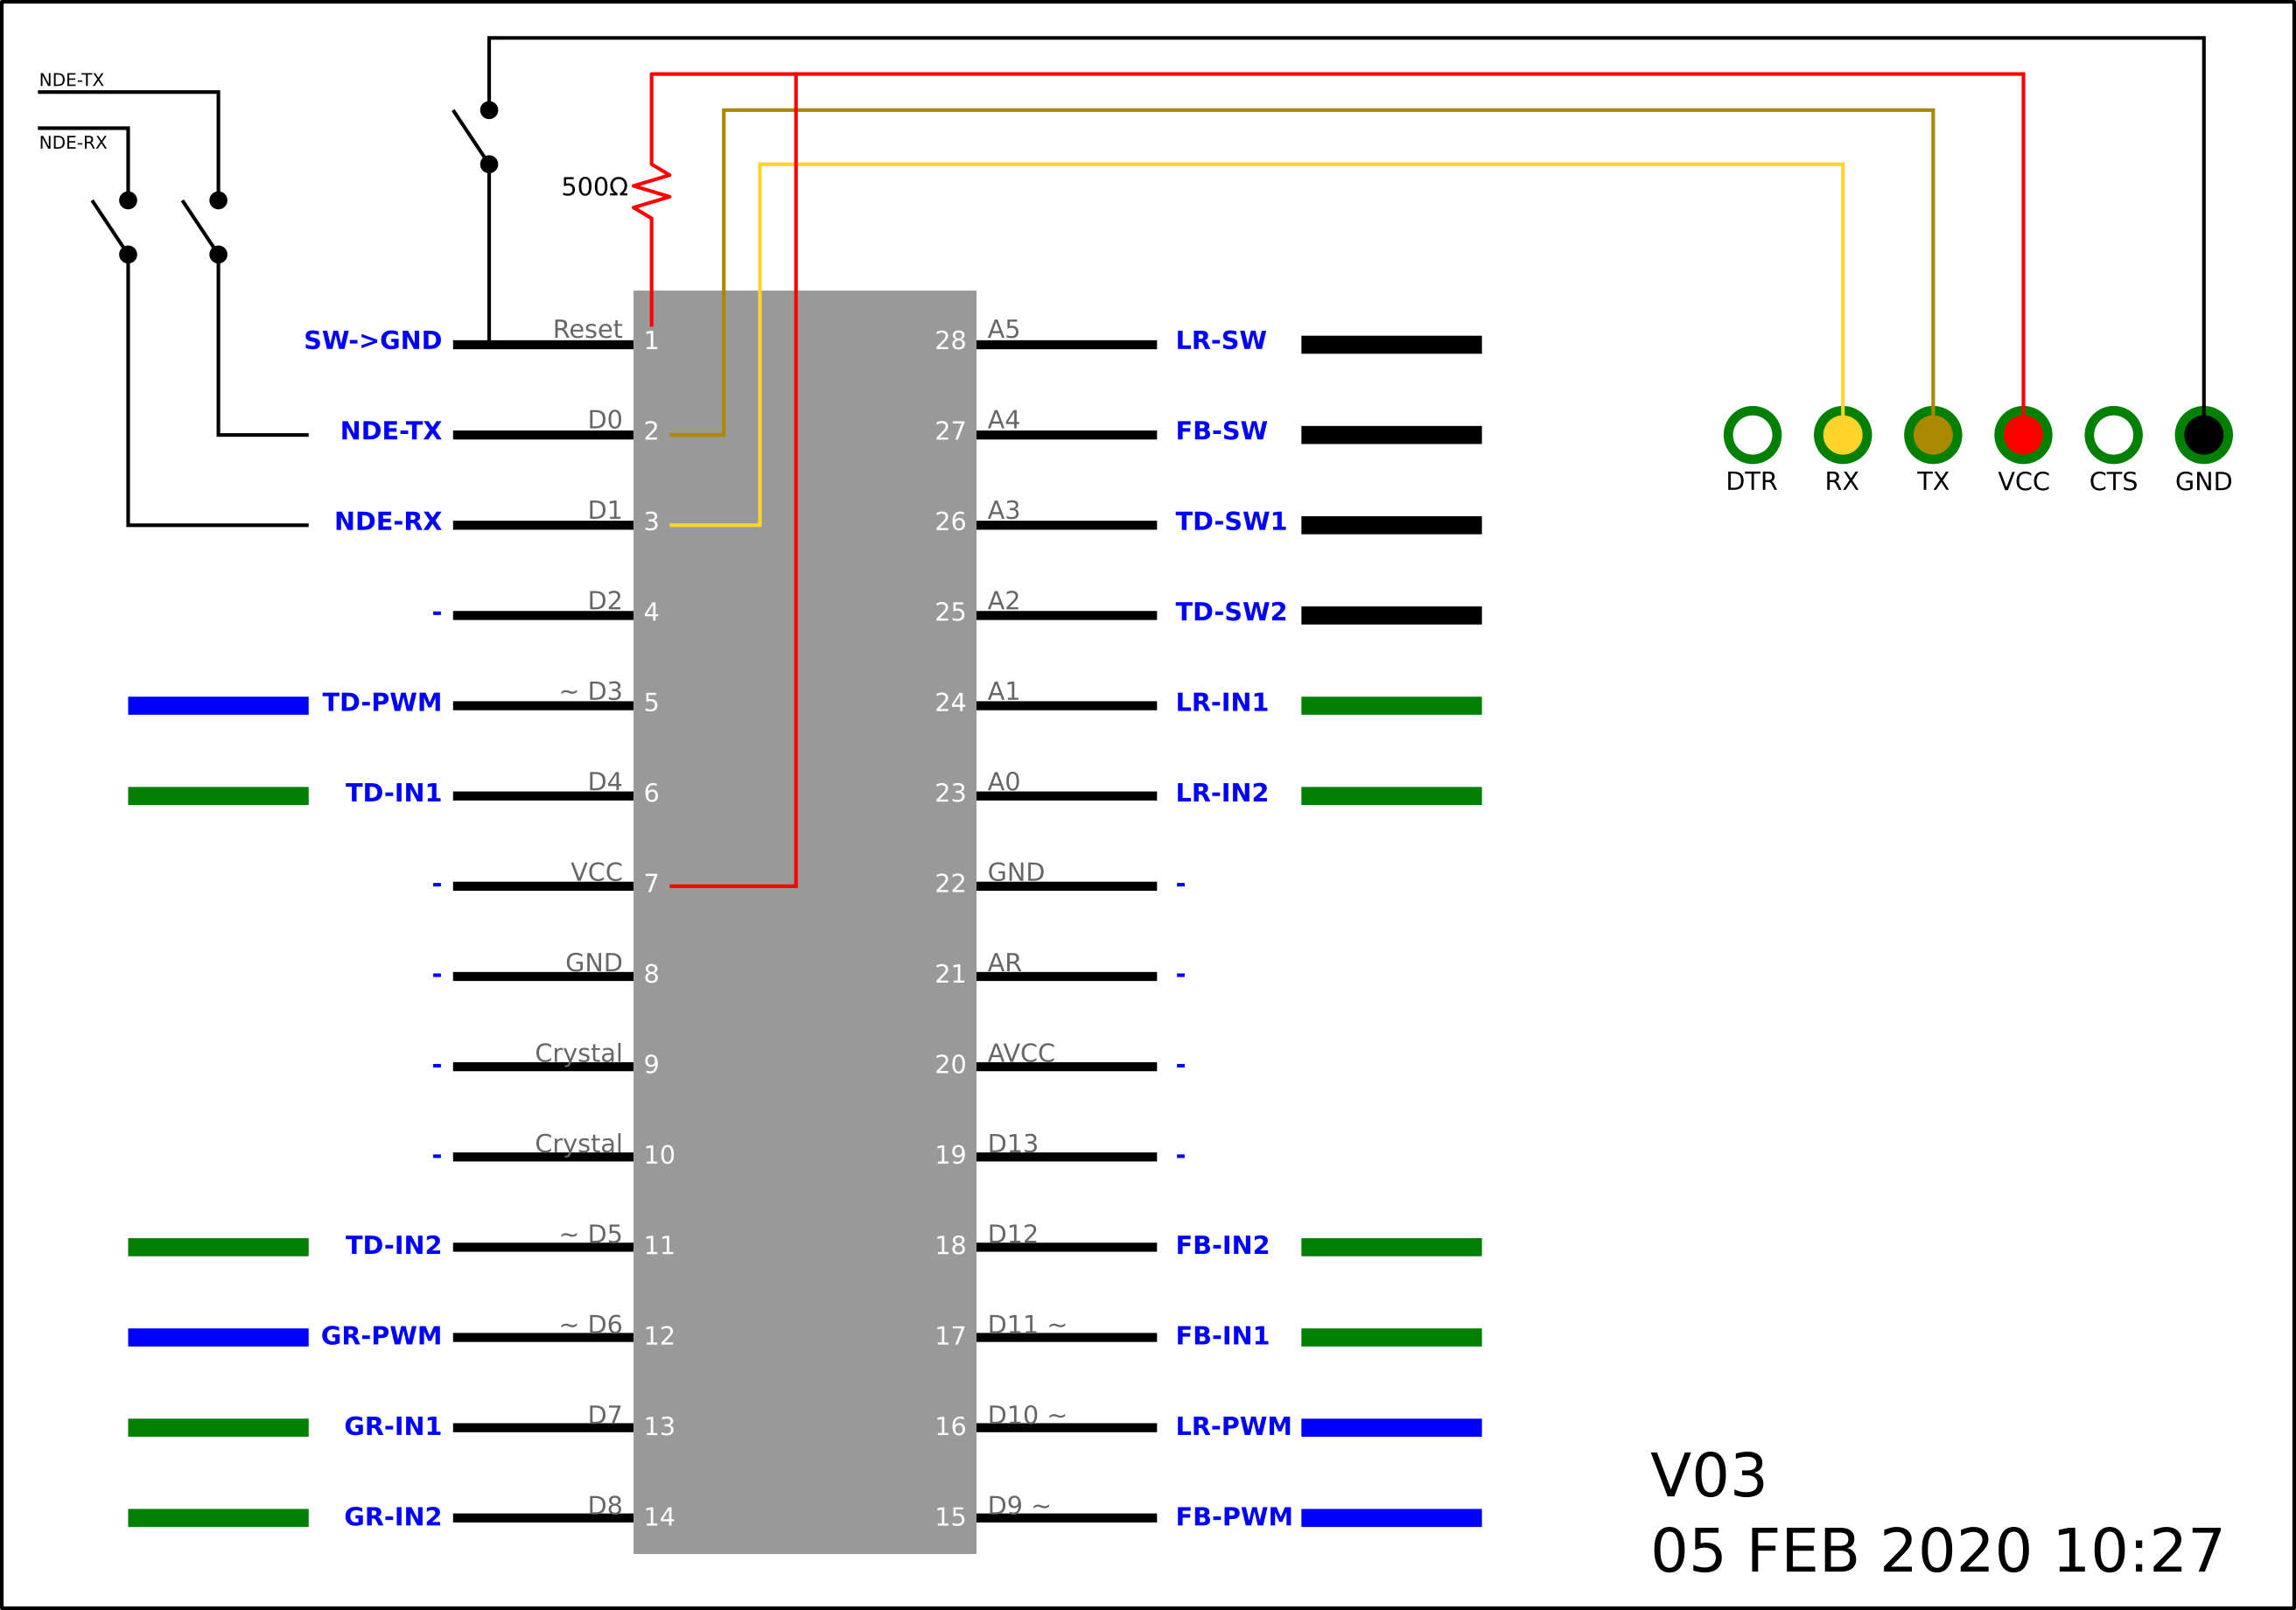 NDE-TX
NDE-RX
500Ω
SW->GND Reset 1 28 A5 LR-SW
NDE-TX D0 2 27 A4 FB-SW
NDE-RX D1 3 26 A3 TD-SW1
- D2 4 25 A2 TD-SW2
TD-PWM ~ D3 5 24 A1 LR-IN1
TD-IN1 D4 6 23 A0 LR-IN2
- VCC 7 22 GND -
- GND 8 21 AR -
- Crystal 9 20 AVCC -
- Crystal 10 19 D13 -
TD-IN2 ~ D5 11 18 D12 FB-IN2
GR-PWM ~ D6 12 17 D11 ~ FB-IN1
GR-IN1 D7 13 16 D10 ~ LR-PWM
GR-IN2 D8 14 15 D9 ~ FB-PWM
DTR RX TX VCC CTS GND
V03
05 FEB 2020 10:27